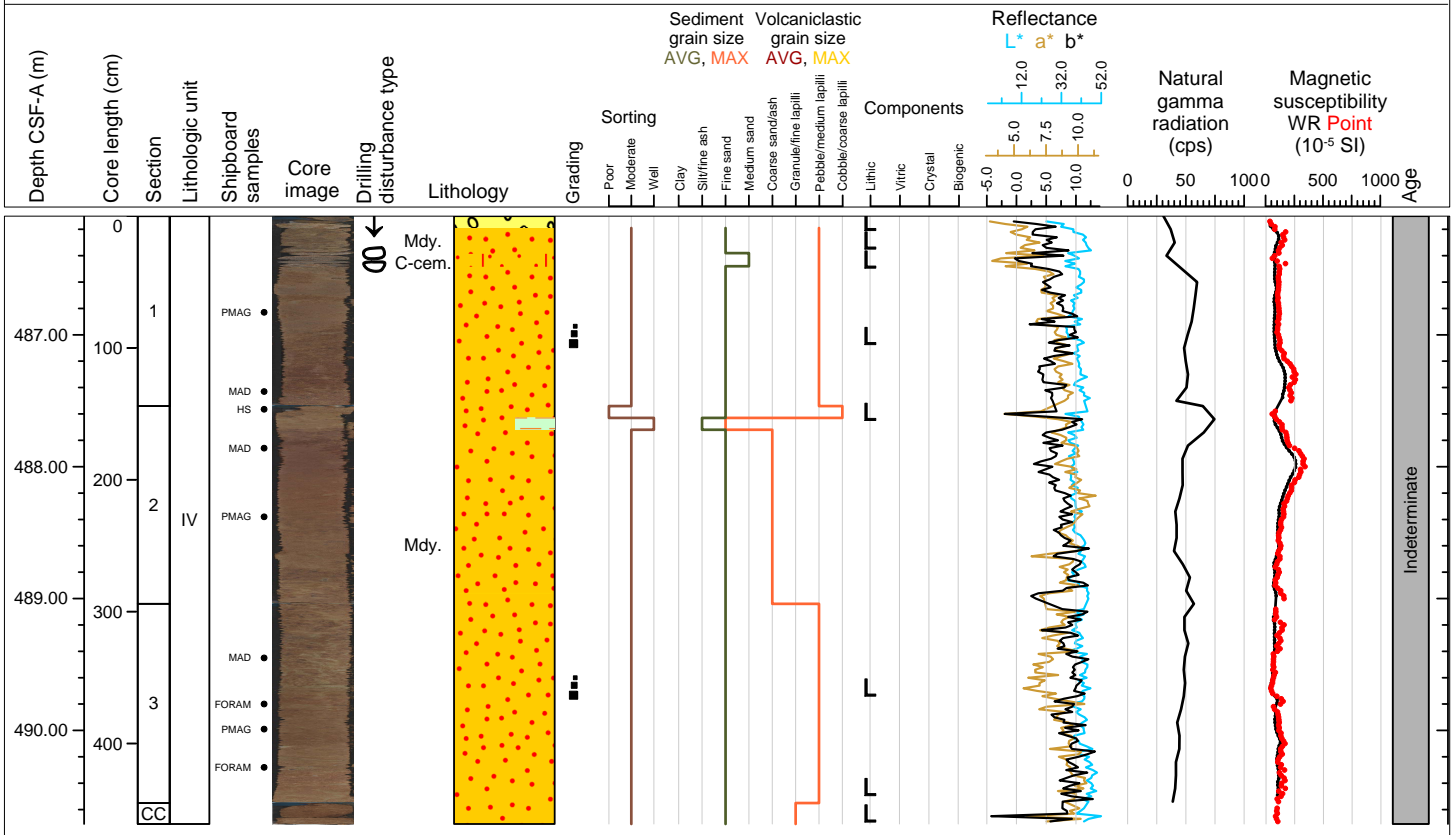 Depth CSF-A (m)
Core length (cm)
Section
Lithologic unit
Shipboard
samples
Core
image
Drilling
disturbance type
Lithology
Grading
Sorting
Poor
Moderate
Well
Sediment
grain size
AVG, MAX
Volcaniclastic
grain size
AVG, MAX
Clay
Silt/fine ash
Fine sand
Medium sand
Coarse sand/ash
Granule/fine lapilli
Pebble/medium lapilli
Cobble/coarse lapilli
Components
Lithic
Vitric
Crystal
Biogenic
Reflectance
L* a* b*
12.0 32.0 52.0
5.0 7.5 10.0
-5.0 0.0 5.0 10.0
Natural
gamma
radiation
(cps)
0 50 100
Magnetic
susceptibility
WR Point
(10-5 SI)
0 500 1000
Age
487.00
488.00
489.00
490.00
0
100
200
300
400
1
2
3
CC
IV
PMAG
MAD
HS
MAD
PMAG
MAD
FORAM
PMAG
FORAM
Mdy.
C-cem.
Mdy.
L
L
L
L
L
L
L
L
Indeterminate